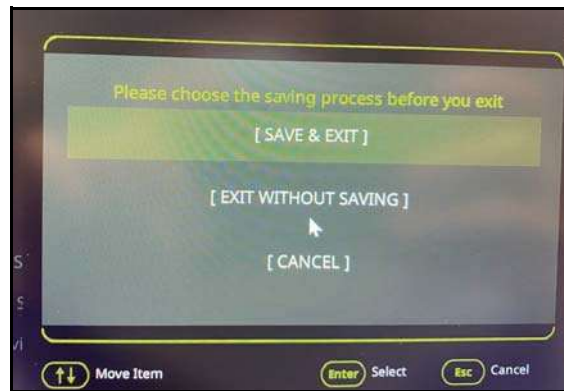 Please choose the saving process before you exit
[ SAVE & EXIT ]
[ EXIT WITHOUT SAVING ]
[ CANCEL ]
S
S
vi
↑↓ Move Item Enter Select Esc Cancel